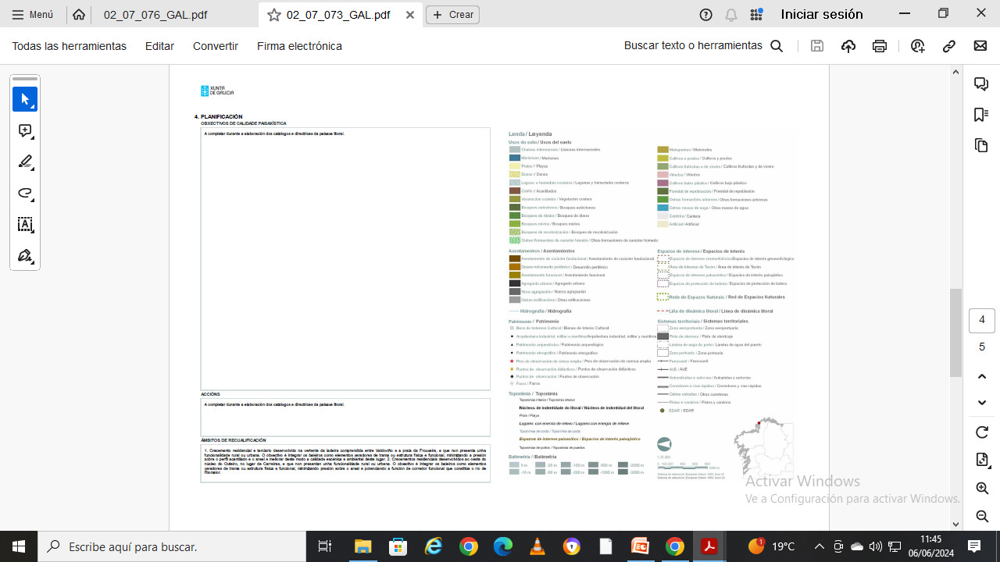 Menú
02_07_076_GAL.pdf
02_07_073_GAL.pdf
Crear
Iniciar sesión
Todas las herramientas
Editar
Convertir
Firma electrónica
Buscar texto o herramientas
XUNTA
DE GALICIA
4. PLANIFICACIÓN
OBXECTIVOS DE CALIDADE PAISAXÍSTICA
A completar durante a elaboración dos catálogos e directrices da paisaxe litoral.
ACCIÓNS
A completar durante a elaboración dos catálogos e directrices da paisaxe litoral.
ÁMBITOS DE RECUALIFICACIÓN
1. Crecemento residencial e terciario desenvolvido na vertente da ladeira comprendida entre Valdoviño e a praia da Frouxeira, e que non presenta unha
funcionalidade rural ou urbana. O obxectivo é integrar os baleiros como elementos xeradores de trama ou estrutura física e funcional, minimizando a presión
sobre o perfil acantilado e o areal e mellorar deste modo a calidade escénica e ambiental deste lugar. 2. Crecementos residenciais desenvolvidos ao oeste do
núcleo do Outeiro, no lugar de Carreiras, e que non presentan unha funcionalidade rural ou urbana. O obxectivo é integrar os baleiros como elementos
xeradores de trama ou estrutura física e funcional, minimizando presión sobre o areal e potenciando a función de corredor funcional que constitúe o río de
Lenda / Leyenda
Usos do solo / Usos del suelo
Chairas intermareais / Llanuras intermareales
Marismas / Marismas
Praias / Playas
Dunas / Dunas
Lagoas e humidais costeiros / Lagunas y humedales costeros
Cantís / Acantilados
Vexetación costeira / Vegetación costera
Bosques autóctonos / Bosques autóctonos
Bosques de ribeira / Bosques de ribera
Bosques mixtos / Bosques mixtos
Bosques de recolonización / Bosques de recolonización
Outras formacións de carácter húmido / Otras formaciones de carácter húmedo
Matogueiras / Matorrales
Cultivos e prados / Cultivos y prados
Cultivos frutícolas e de viveiro / Cultivos frutícolas y de vivero
Viñedos / Viñedos
Cultivos baixo plástico / Cultivos bajo plástico
Forestal de repoboación / Forestal de repoblación
Outras formacións arbóreas / Otras formaciones arbóreas
Outras masas de auga / Otras masas de agua
Canteira / Cantera
Artificial / Artificial
Asentamentos / Asentamientos
Asentamento de carácter fundacional / Asentamiento de carácter fundacional
Desenvolvemento periférico / Desarrollo periférico
Asentamento funcional / Asentamiento funcional
Agregado urbano / Agregado urbano
Nova agrupación / Nueva agrupación
Outras edificacións / Otras edificaciones
Espazos de interese / Espacios de interés
Espazos de interese xeomorfolóxico/Espacios de interés geomorfológico
Área de interese de Tesón / Área de interés de Tesón
Espazos de interese paisaxístico / Espacios de interés paisajístico
Espazos de protección de ladeira / Espacios de protección de ladera
Rede de Espazos Naturais / Red de Espacios Naturales
Hidrografía / Hidrografía
Liña de dinámica litoral / Línea de dinámica litoral
Patrimonio / Patrimonio
Bens de Interese Cultural / Bienes de Interés Cultural
Arquitectura industrial, militar e marítima/Arquitectura industrial, militar y marítima
Patrimonio arqueolóxico / Patrimonio arqueológico
Patrimonio etnográfico / Patrimonio etnográfico
Ptos de observación de conca amplia / Ptos de observación de cuenca amplia
Puntos de observación didácticos / Puntos de observación didácticos
Puntos de observación / Puntos de observación
Faros / Faros
Sistemas territoriais / Sistemas territoriales
Zona aeroportuaria / Zona aeroportuaria
Pista de aterraxe / Pista de aterrizaje
Lámina de auga do porto / Lámina de agua del puerto
Zona portuaria / Zona portuaria
Ferrocarril / Ferrocarril
AVE / AVE
Autoestradas e autovías / Autopistas y autovías
Corredores e vías rápidas / Corredores y vías rápidas
Outras estradas / Otras carreteras
Pistas e camiños / Pistas y caminos
EDAR / EDAR
Toponimia / Toponimia
Toponimia interior / Toponimia interior
Núcleos de indentidade do litoral / Núcleos de indentidad del litoral
Praia / Playa
Lugares con enerxía de relevo / Lugares con energía de relieve
Toponimia de costa / Toponimia de costa
Espazos de interese paisaxítico / Espacios de interés paisajístico
Toponimia de portos / Toponimia de puertos
Batimetría / Batimetría
0 m
-20 m
-100 m
-500 m
-2000 m
-10 m
-50 m
-200 m
-1000 m
-3000 m
1:25.000
4
5
Activar Windows
Ve a Configuración para activar Windows.
Escribe aquí para buscar.
1
19°C
11:43
06/06/2024